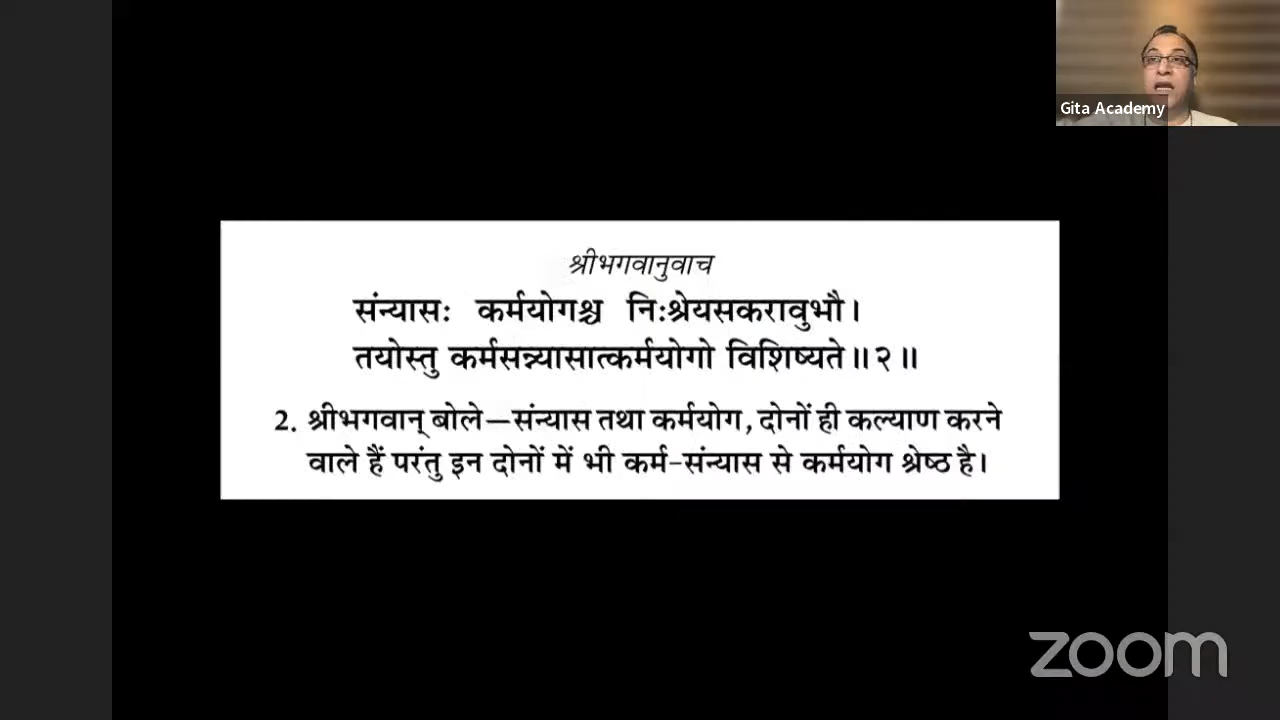 Gita Academy
श्रीभगवानुवाच
संन्यासः कर्मयोगश्च निःश्रेयसकरावुभौ।
तयोस्तु कर्मसन्न्यासात्कर्मयोगो विशिष्यते॥२॥
2. श्रीभगवान् बोले—संन्यास तथा कर्मयोग, दोनों ही कल्याण करने
वाले हैं परंतु इन दोनों में भी कर्म-संन्यास से कर्मयोग श्रेष्ठ है।
zoom